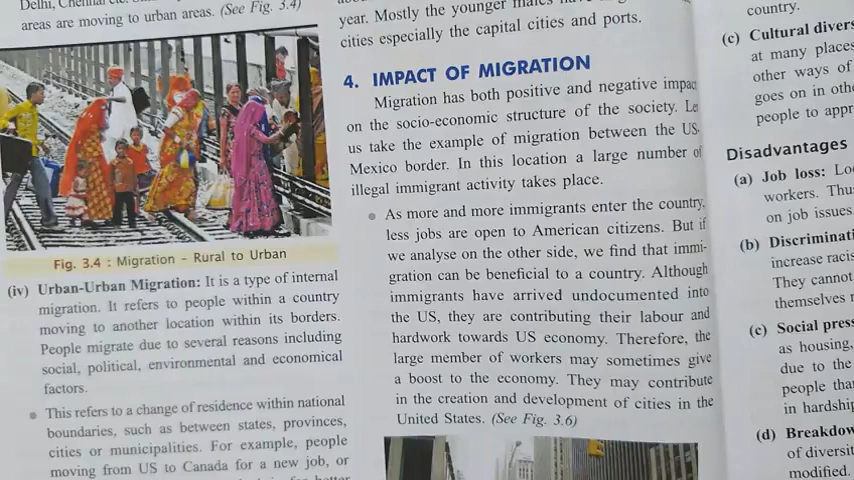 Delhi, Chennai etc.
areas are moving to urban areas. (See Fig. 3.4)
Fig. 3.4 : Migration – Rural to Urban
(iv) Urban-Urban Migration: It is a type of internal
migration. It refers to people within a country
moving to another location within its borders.
People migrate due to several reasons including
social, political, environmental and economical
factors.
This refers to a change of residence within national
boundaries, such as between states, provinces,
cities or municipalities. For example, people
moving from US to Canada for a new job, or
year. Mostly the younger males
cities especially the capital cities and ports.
4. IMPACT OF MIGRATION
Migration has both positive and negative impac
on the socio-economic structure of the society. Le
us take the example of migration between the US-
Mexico border. In this location a large number of
illegal immigrant activity takes place.
As more and more immigrants enter the country,
less jobs are open to American citizens. But if
we analyse on the other side, we find that immi-
gration can be beneficial to a country. Although
immigrants have arrived undocumented into
the US, they are contributing their labour and
hardwork towards US economy. Therefore, the
large member of workers may sometimes give
a boost to the economy. They may contribute
in the creation and development of cities in the
United States. (See Fig. 3.6)
country.
(c) Cultural divers
at many places
other ways of
goes on in othe
people to appr
Disadvantages
(a) Job loss: Lo
workers. Thu
on job issues
(b) Discriminati
increase racis
They cannot
themselves
(c) Social press
as housing,
due to the
people tha
in hardship
(d) Breakdow
of diversit
modified.